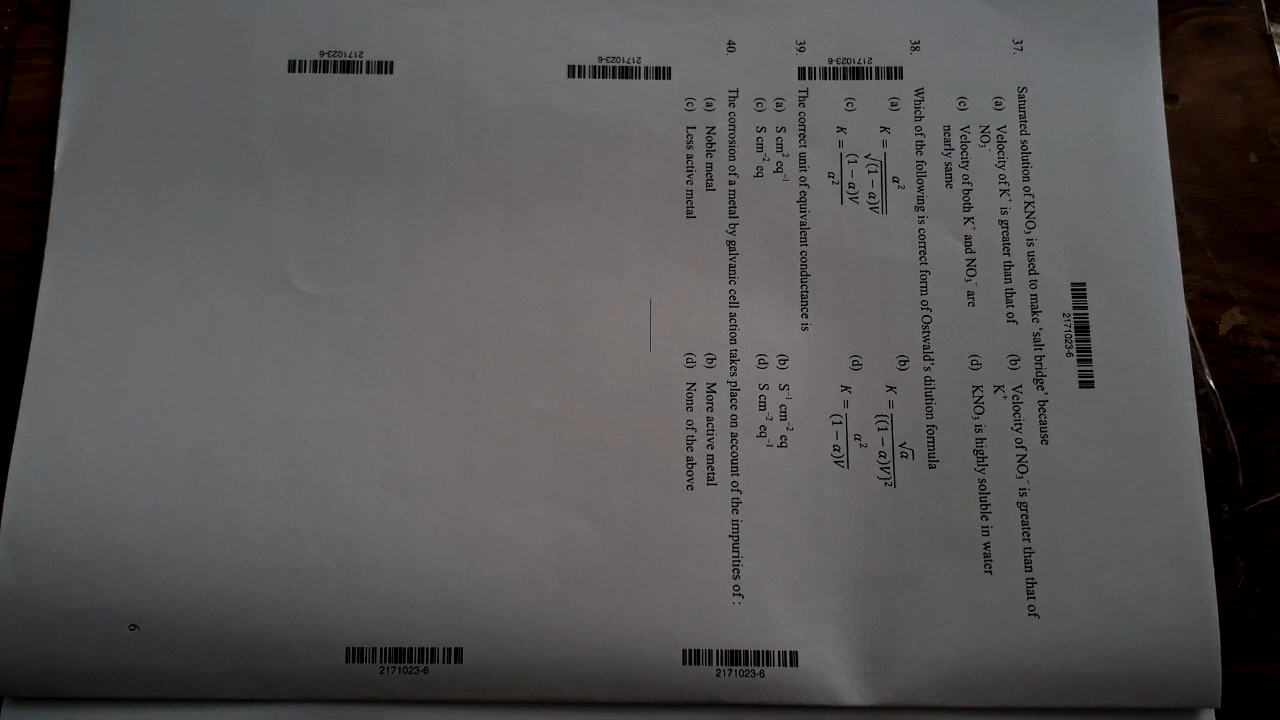 2171023-6
37. Saturated solution of KNO₃ is used to make 'salt bridge' because
(a) Velocity of K⁺ is greater than that of NO₃⁻
(b) Velocity of NO₃⁻ is greater than that of K⁺
(c) Velocity of both K⁺ and NO₃⁻ are nearly same
(d) KNO₃ is highly soluble in water
38. Which of the following is correct form of Ostwald's dilution formula
(a) K = α² / √((1 − α)V)
(b) K = √α / {(1 − α)V}²
(c) K = (1 − α)V / α²
(d) K = α² / (1 − α)V
2171023-6
39. The correct unit of equivalent conductance is
(a) S cm² eq⁻¹
(b) S⁻¹ cm⁻² eq
(c) S cm⁻² eq
(d) S cm⁻² eq⁻¹
40. The corrosion of a metal by galvanic cell action takes place on account of the impurities of :
(a) Noble metal
(b) More active metal
(c) Less active metal
(d) None of the above
2171023-6
2171023-6
2171023-6
2171023-6
6